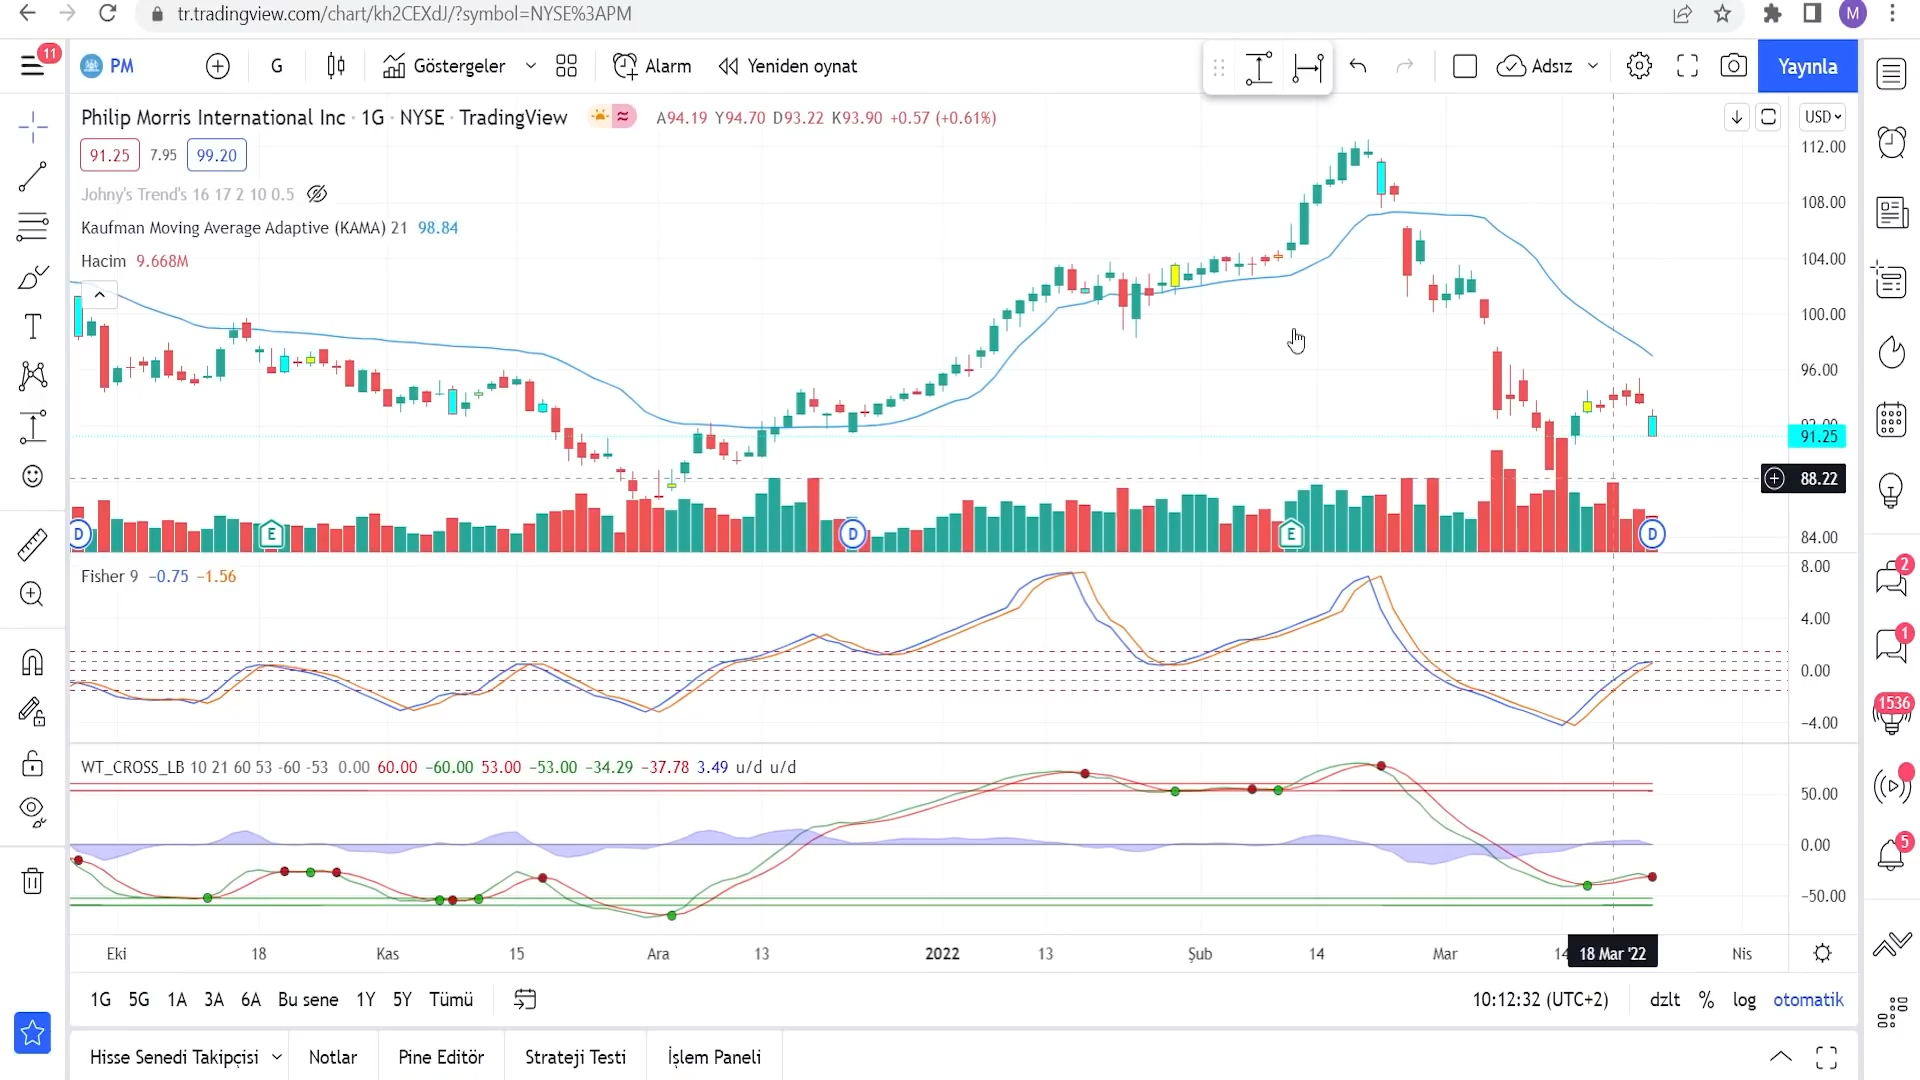 tr.tradingview.com/chart/kh2CEXdJ/?symbol=NYSE%3APM
M
11
PM
G
Göstergeler
Alarm
Yeniden oynat
Adsız
Yayınla
Philip Morris International Inc · 1G · NYSE · TradingView
A94.19 Y94.70 D93.22 K93.90 +0.57 (+0.61%)
USD
91.25 7.95 99.20
Johny's Trend's 16 17 2 10 0.5
Kaufman Moving Average Adaptive (KAMA) 21 98.84
Hacim 9.668M
112.00
108.00
104.00
100.00
96.00
91.25
88.22
84.00
D E D E D
Fisher 9 −0.75 −1.56
8.00
4.00
0.00
−4.00
WT_CROSS_LB 10 21 60 53 -60 -53 0.00 60.00 −60.00 53.00 −53.00 −34.29 −37.78 3.49 u/d u/d
50.00
0.00
−50.00
Eki 18 Kas 15 Ara 13 2022 13 Şub 14 Mar 14 18 Mar '22 Nis
1G 5G 1A 3A 6A Bu sene 1Y 5Y Tümü
10:12:32 (UTC+2) dzlt % log otomatik
Hisse Senedi Takipçisi Notlar Pine Editör Strateji Testi İşlem Paneli
2
1
1536
5